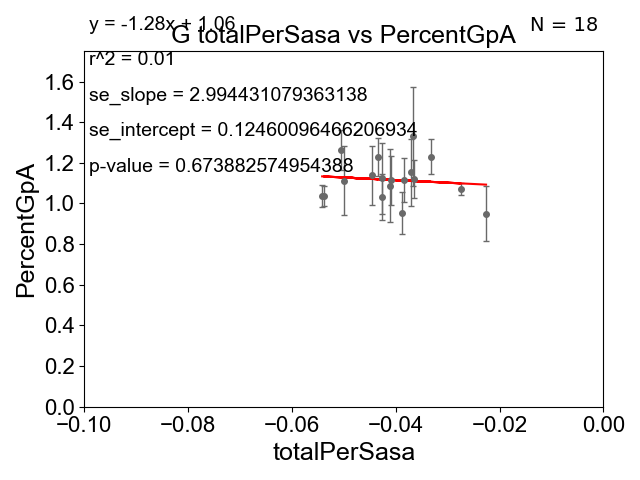 y = -1.28x + 1.06
N = 18
G totalPerSasa vs PercentGpA
r^2 = 0.01
se_slope = 2.994431079363138
se_intercept = 0.12460096466206934
p-value = 0.673882574954388
PercentGpA
1.6
1.4
1.2
1.0
0.8
0.6
0.4
0.2
0.0
−0.10 −0.08 −0.06 −0.04 −0.02 0.00
totalPerSasa